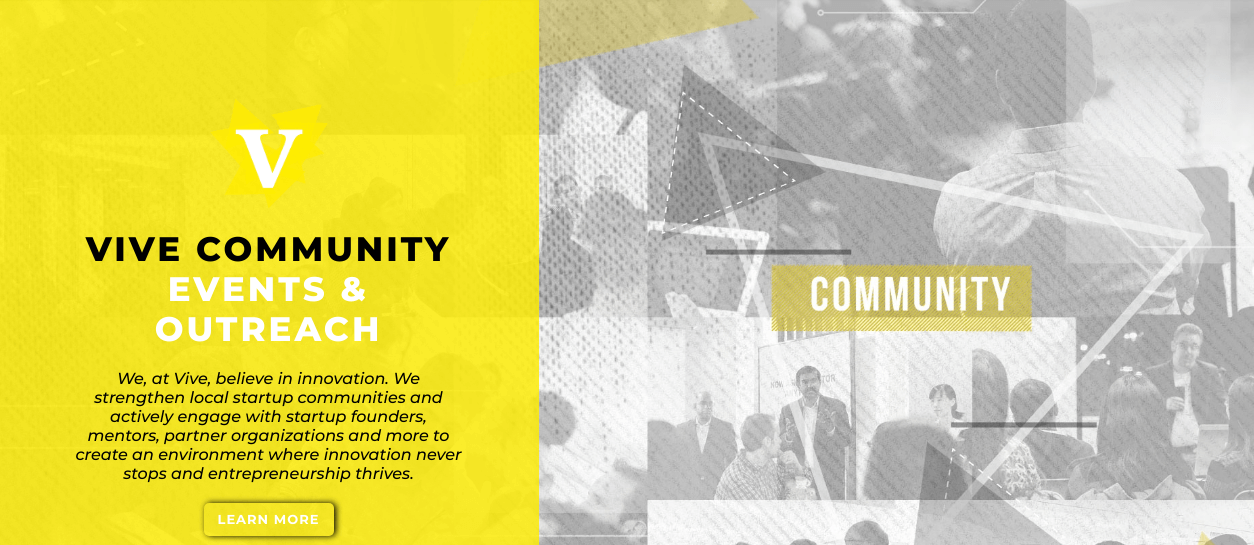 V
VIVE COMMUNITY
EVENTS &
OUTREACH
We, at Vive, believe in innovation. We
strengthen local startup communities and
actively engage with startup founders,
mentors, partner organizations and more to
create an environment where innovation never
stops and entrepreneurship thrives.
LEARN MORE
COMMUNITY